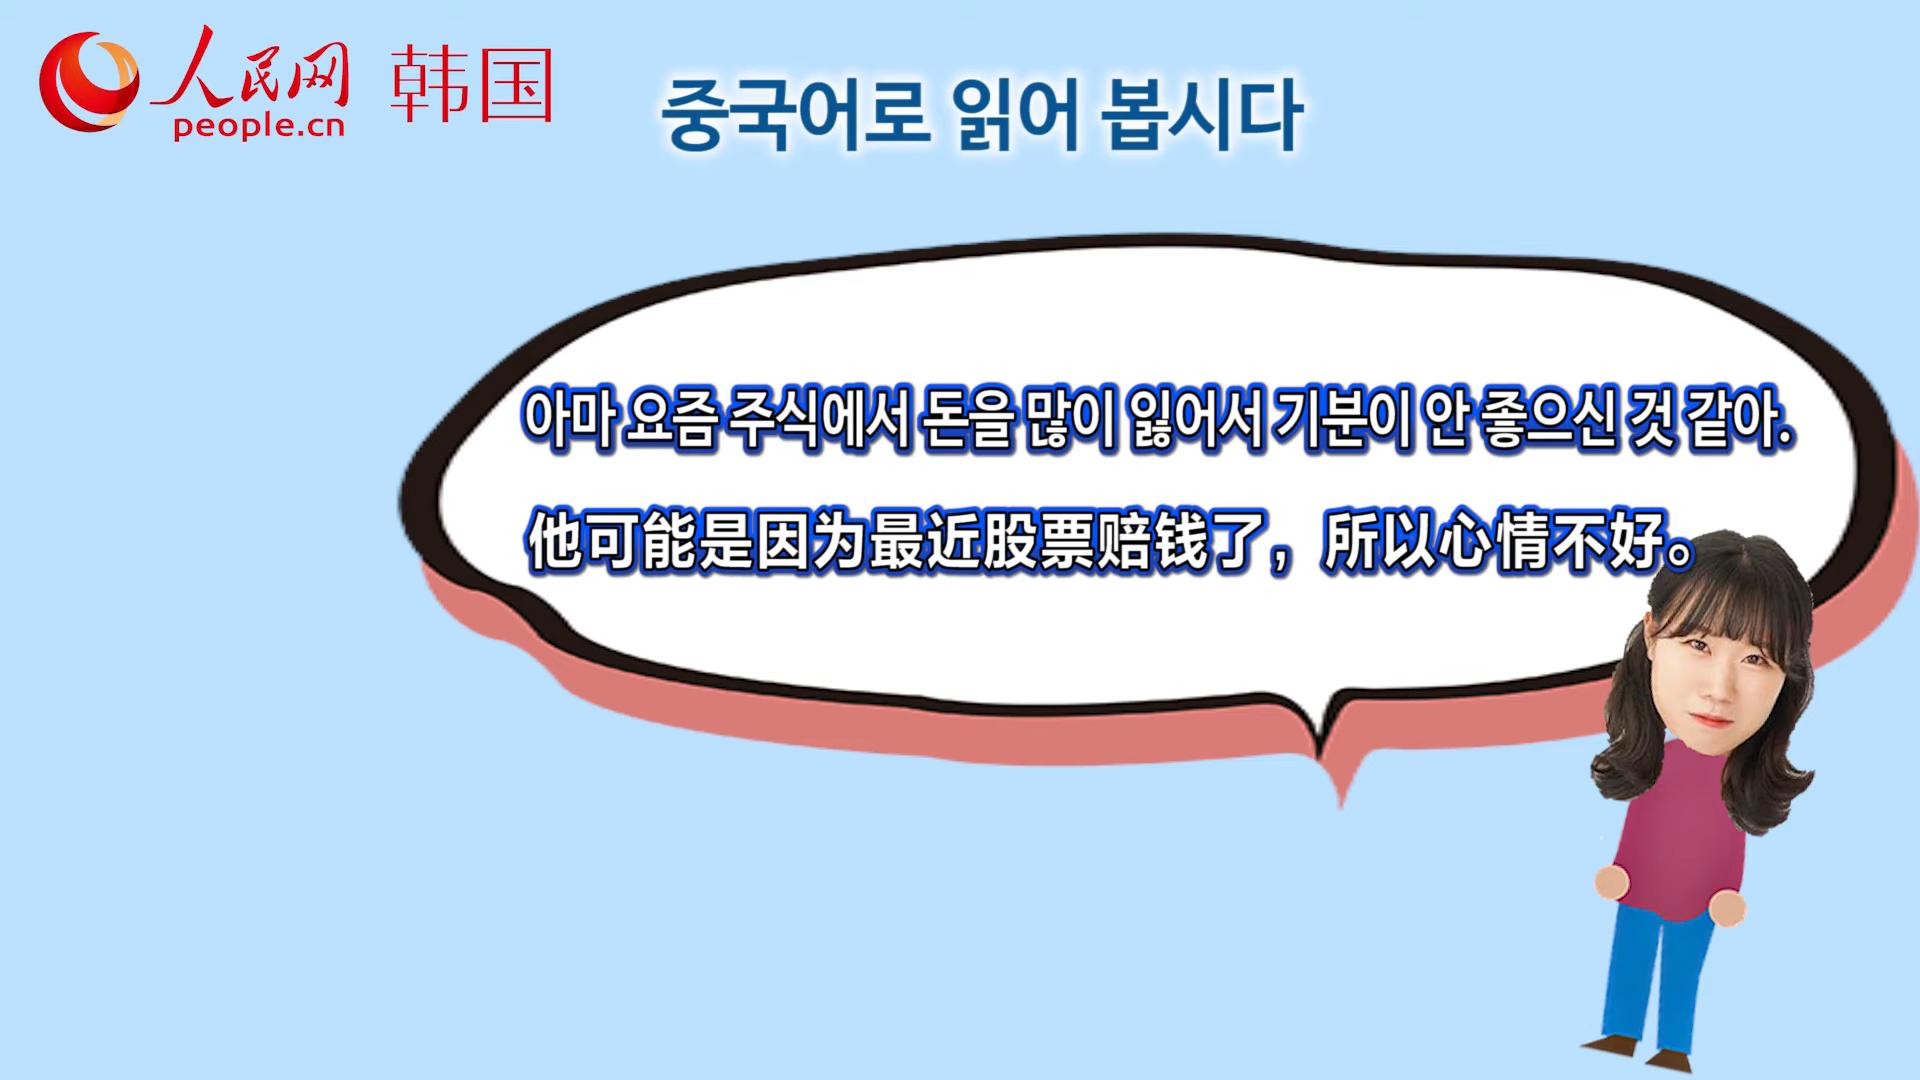 人民网 韩国
people.cn
중국어로 읽어 봅시다
아마 요즘 주식에서 돈을 많이 잃어서 기분이 안 좋으신 것 같아.
他可能是因为最近股票赔钱了，所以心情不好。